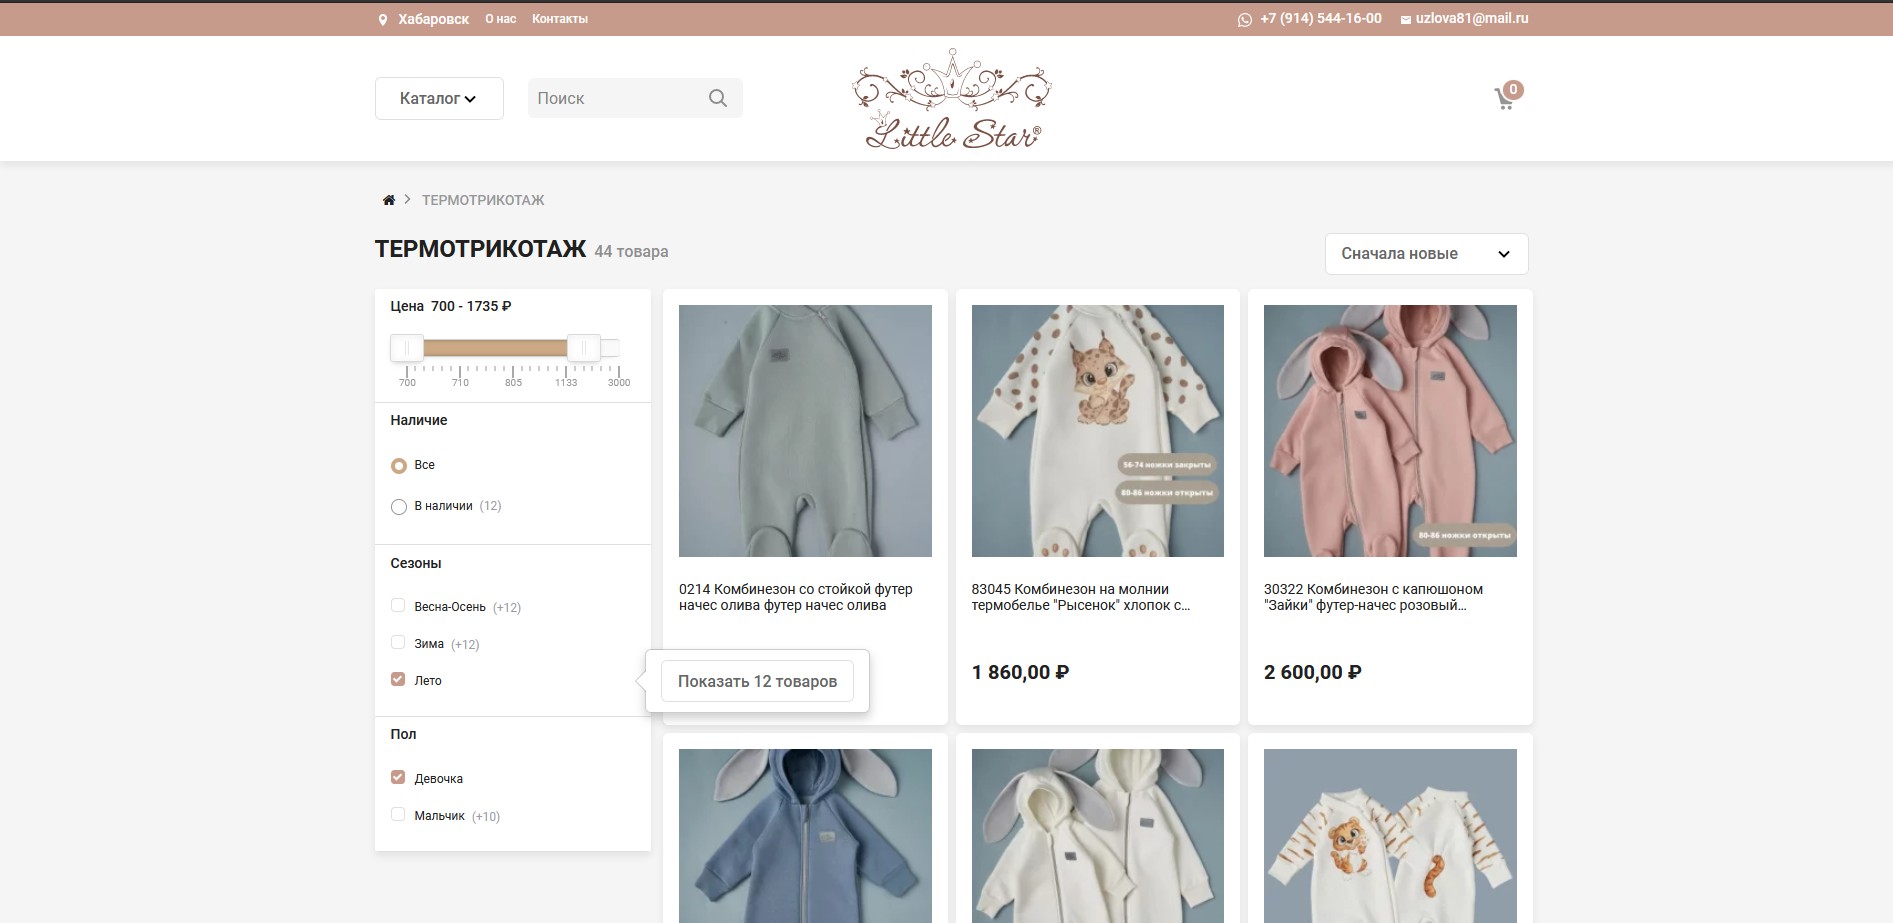 Хабаровск О нас Контакты +7 (914) 544-16-00 uzlova81@mail.ru
Каталог Поиск Little Star® 0
ТЕРМОТРИКОТАЖ
ТЕРМОТРИКОТАЖ 44 товара Сначала новые
Цена 700 - 1735 ₽
700 710 805 1133 3000
Наличие
Все
В наличии (12)
Сезоны
Весна-Осень (+12)
Зима (+12)
Лето
Показать 12 товаров
Пол
Девочка
Мальчик (+10)
0214 Комбинезон со стойкой футер
начес олива футер начес олива
56-74 ножки закрыты
80-86 ножки открыты
83045 Комбинезон на молнии
термобелье "Рысенок" хлопок с...
1 860,00 ₽
80-86 ножки открыты
30322 Комбинезон с капюшоном
"Зайки" футер-начес розовый...
2 600,00 ₽